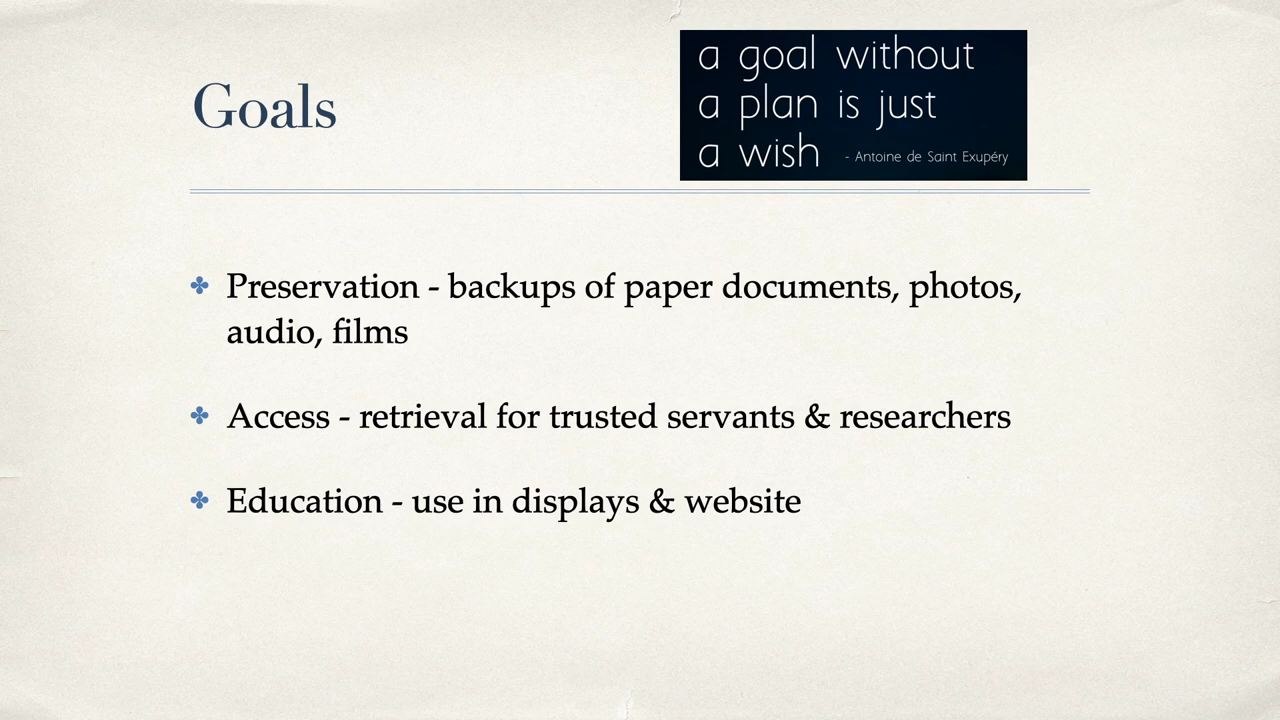 Goals
a goal without
a plan is just
a wish - Antoine de Saint Exupéry
Preservation - backups of paper documents, photos,
audio, films
Access - retrieval for trusted servants & researchers
Education - use in displays & website